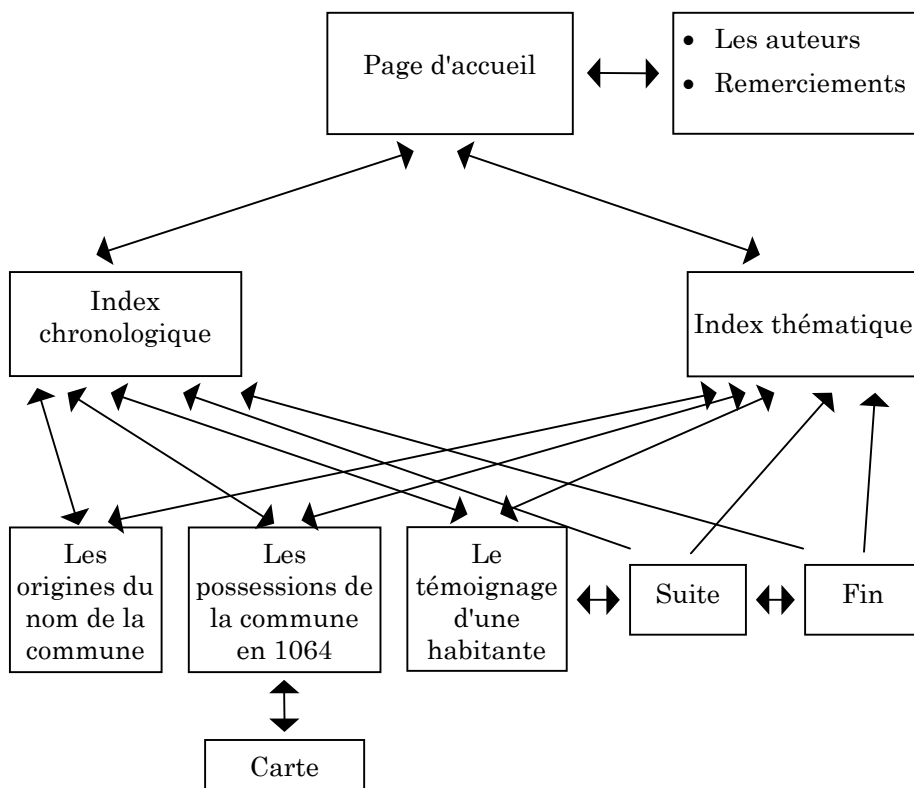 Page d'accueil
• Les auteurs
• Remerciements
Index
chronologique
Index thématique
Les
origines du
nom de la
commune
Les
possessions de
la commune
en 1064
Le
témoignage
d'une
habitante
Suite
Fin
Carte